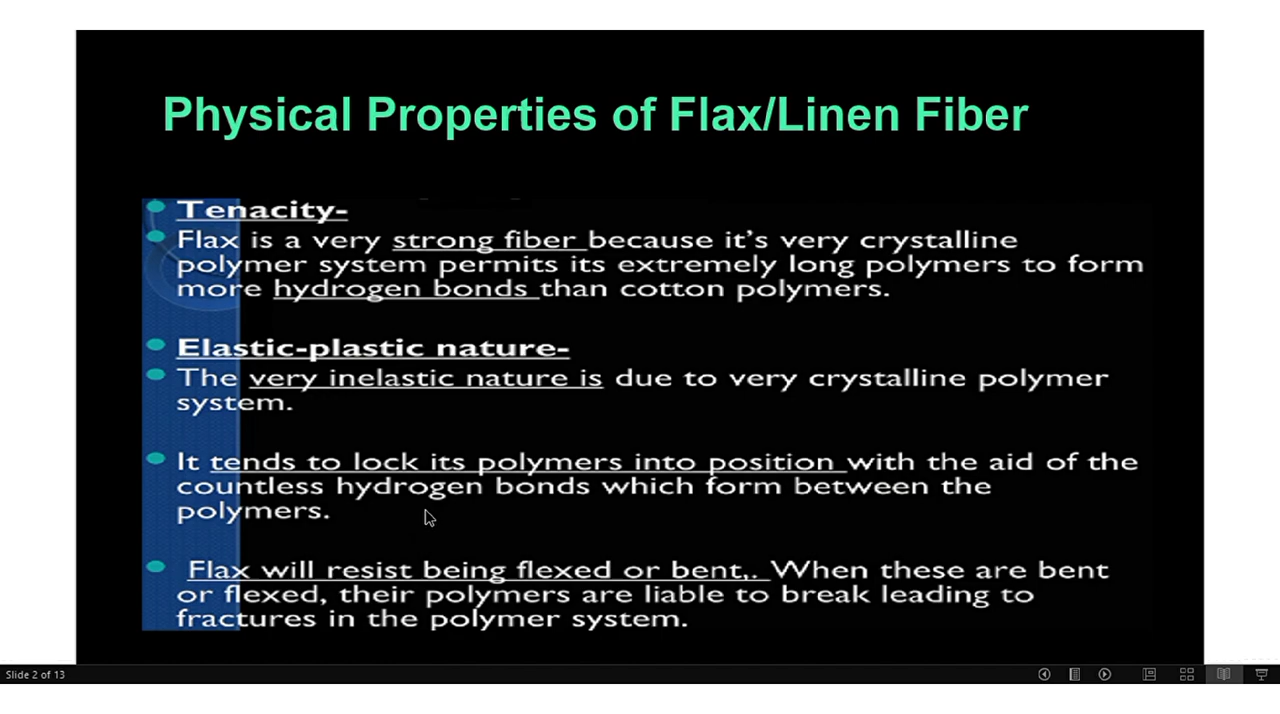 Physical Properties of Flax/Linen Fiber
Tenacity-
Flax is a very strong fiber because it's very crystalline
polymer system permits its extremely long polymers to form
more hydrogen bonds than cotton polymers.
Elastic-plastic nature-
The very inelastic nature is due to very crystalline polymer
system.
It tends to lock its polymers into position with the aid of the
countless hydrogen bonds which form between the
polymers.
Flax will resist being flexed or bent,. When these are bent
or flexed, their polymers are liable to break leading to
fractures in the polymer system.
Slide 2 of 13